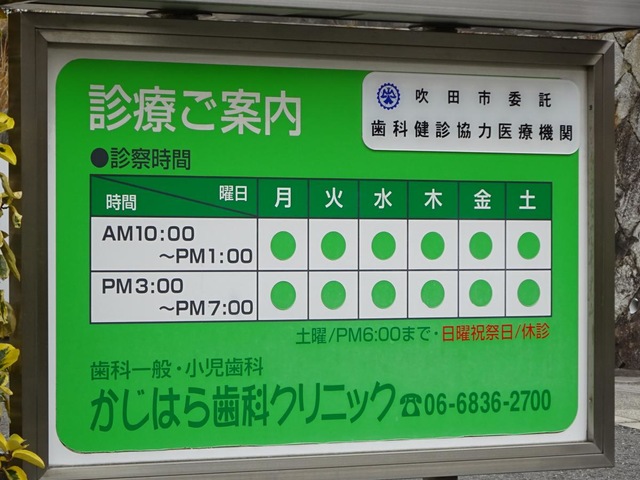 診療ご案内
吹田市委託
歯科健診協力医療機関
●診察時間
時間 曜日 月 火 水 木 金 土
AM10:00
～PM1:00 ● ● ● ● ● ●
PM3:00
～PM7:00 ● ● ● ● ● ●
土曜/PM6:00まで・日曜祝祭日/休診
歯科一般・小児歯科
かじはら歯科クリニック ☎06-6836-2700